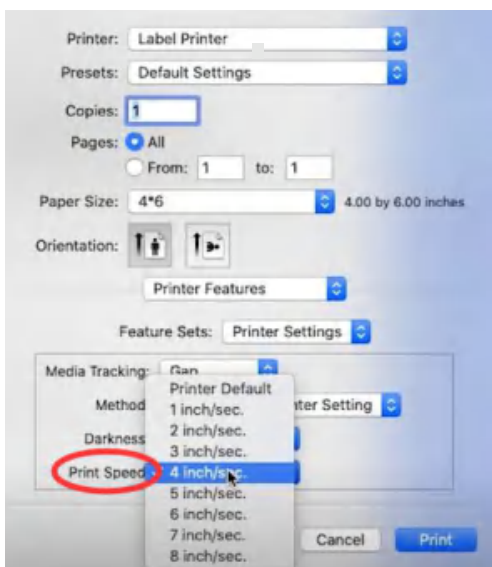 Printer: Label Printer
Presets: Default Settings
Copies: 1
Pages: All
From: 1 to: 1
Paper Size: 4*6 4.00 by 6.00 inches
Orientation:
Printer Features
Feature Sets: Printer Settings
Media Tracking: Gap
Printer Default
1 inch/sec.
Method nter Setting
2 inch/sec.
Darkness
3 inch/sec.
Print Speed 4 inch/sec.
5 inch/sec.
6 inch/sec.
7 inch/sec.
Cancel Print
8 inch/sec.